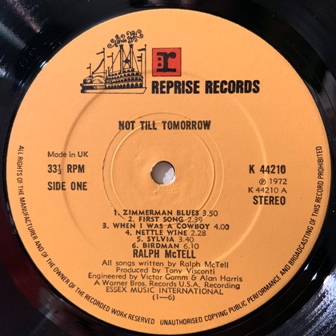 r
REPRISE RECORDS
NOT TILL TOMORROW
Made in UK
33⅓ RPM
SIDE ONE
K 44210
℗ 1972
K 44210 A
STEREO
1. ZIMMERMAN BLUES 3.50
2. FIRST SONG 2.39
3. WHEN I WAS A COWBOY 4.00
4. NETTLE WINE 2.28
5. SYLVIA 3.40
6. BIRDMAN 6.10
RALPH McTELL
All songs written by Ralph McTell
Produced by Tony Visconti
Engineered by Victor Gamm & Alan Harris
A Warner Bros. Records U.S.A. Recording
ESSEX MUSIC INTERNATIONAL
(1—6)
ALL RIGHTS OF THE MANUFACTURER AND OF THE OWNER OF THE RECORDED WORK RESERVED
UNAUTHORISED COPYING PUBLIC PERFORMANCE AND BROADCASTING OF THIS RECORD PROHIBITED